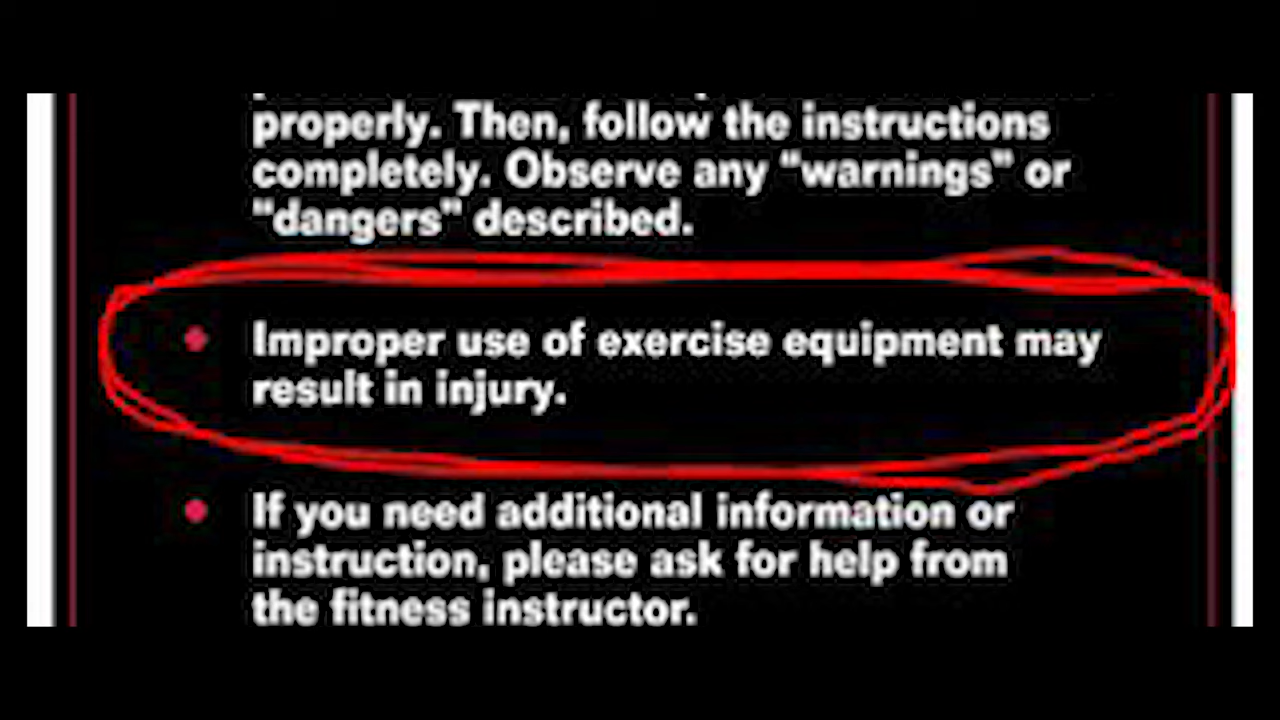 properly. Then, follow the instructions
completely. Observe any "warnings" or
"dangers" described.
Improper use of exercise equipment may
result in injury.
If you need additional information or
instruction, please ask for help from
the fitness instructor.